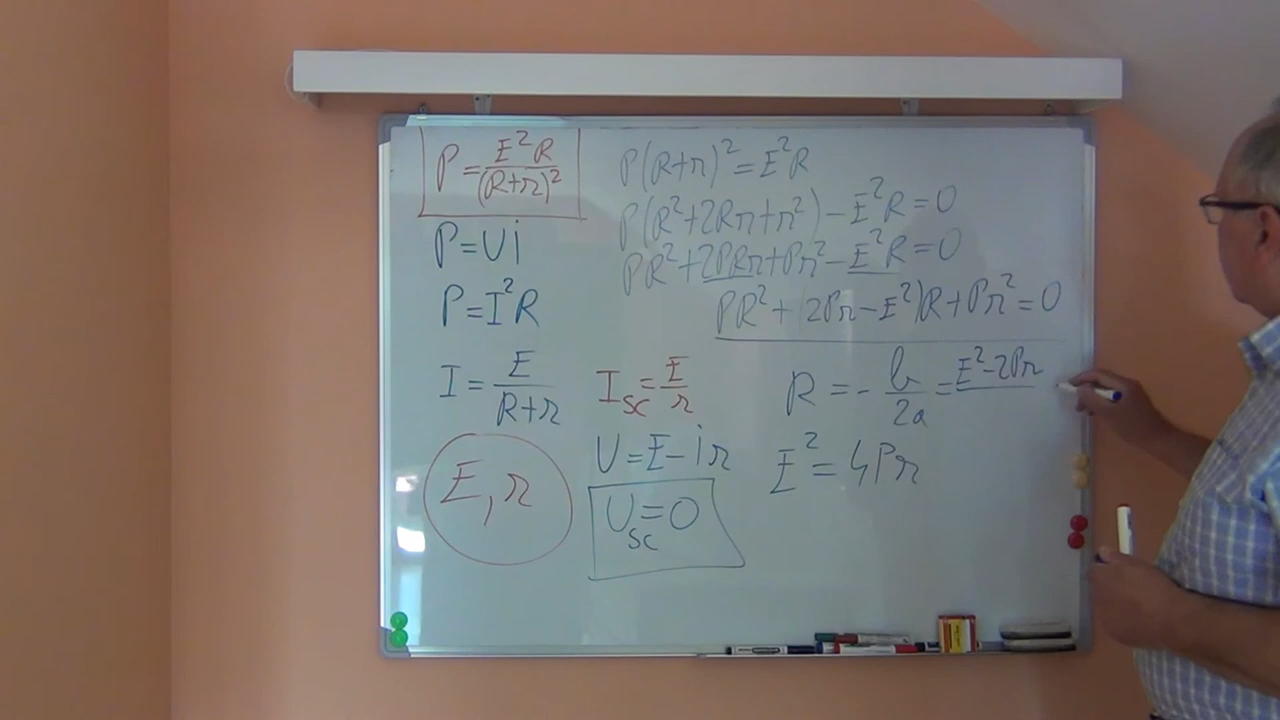 P = E²R/(R+r)²
P = Ui
P = I²R
I = E/(R+r)
E, r
I_SC = E/r
U = E - ir
U_SC = 0
P(R+r)² = E²R
P(R²+2Rr+r²) - E²R = 0
PR²+2PRr+Pr² - E²R = 0
PR² + (2Pr - E²)R + Pr² = 0
R = - b/2a = E²-2Pr
E² = 4Pr